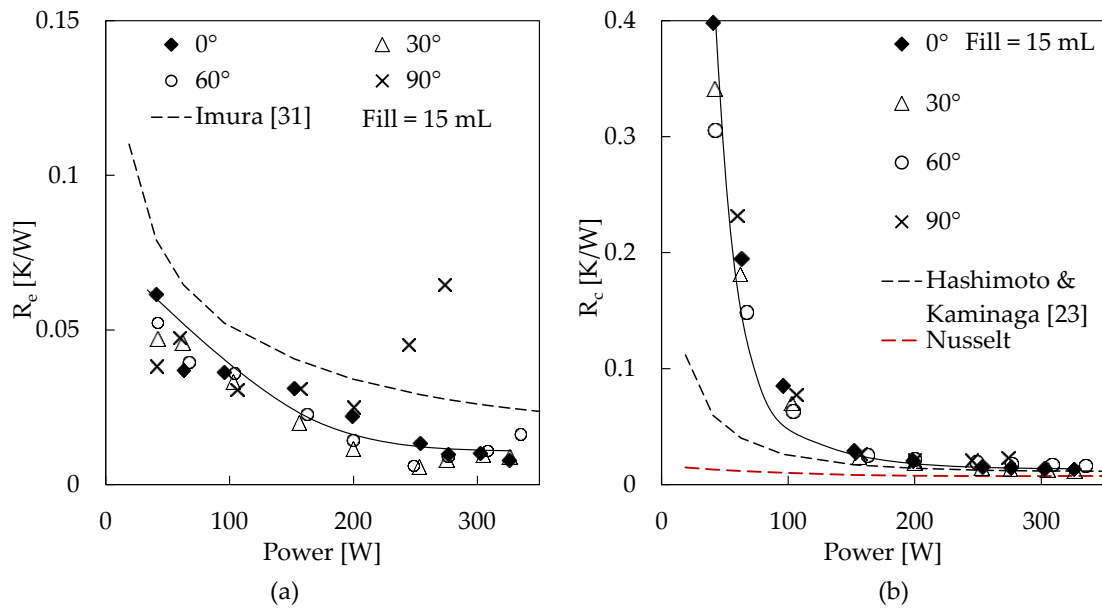 0.15
0.1
0.05
0
R_e [K/W]
0° 30°
60° 90°
Imura [31] Fill = 15 mL
0 100 200 300
Power [W]
(a)
0.4
0.3
0.2
0.1
0
R_c [K/W]
0° Fill = 15 mL
30°
60°
90°
Hashimoto &
Kaminaga [23]
Nusselt
0 100 200 300
Power [W]
(b)